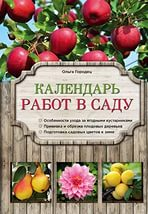 Ольга Городец
КАЛЕНДАРЬ
РАБОТ В САДУ
Особенности ухода за ягодными кустарниками
Прививка и обрезка плодовых деревьев
Подготовка садовых цветов к зиме